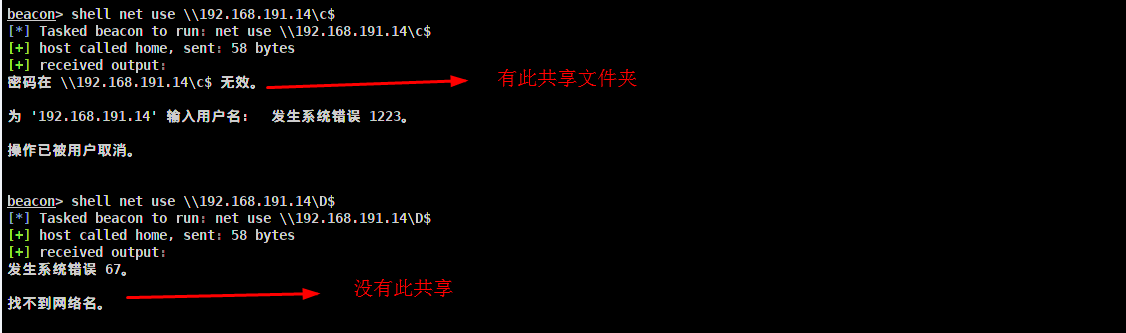 beacon> shell net use \\192.168.191.14\c$
[*] Tasked beacon to run: net use \\192.168.191.14\c$
[+] host called home, sent: 58 bytes
[+] received output:
密码在 \\192.168.191.14\c$ 无效。
有此共享文件夹
为 '192.168.191.14' 输入用户名: 发生系统错误 1223。
操作已被用户取消。
beacon> shell net use \\192.168.191.14\D$
[*] Tasked beacon to run: net use \\192.168.191.14\D$
[+] host called home, sent: 58 bytes
[+] received output:
发生系统错误 67。
没有此共享
找不到网络名。